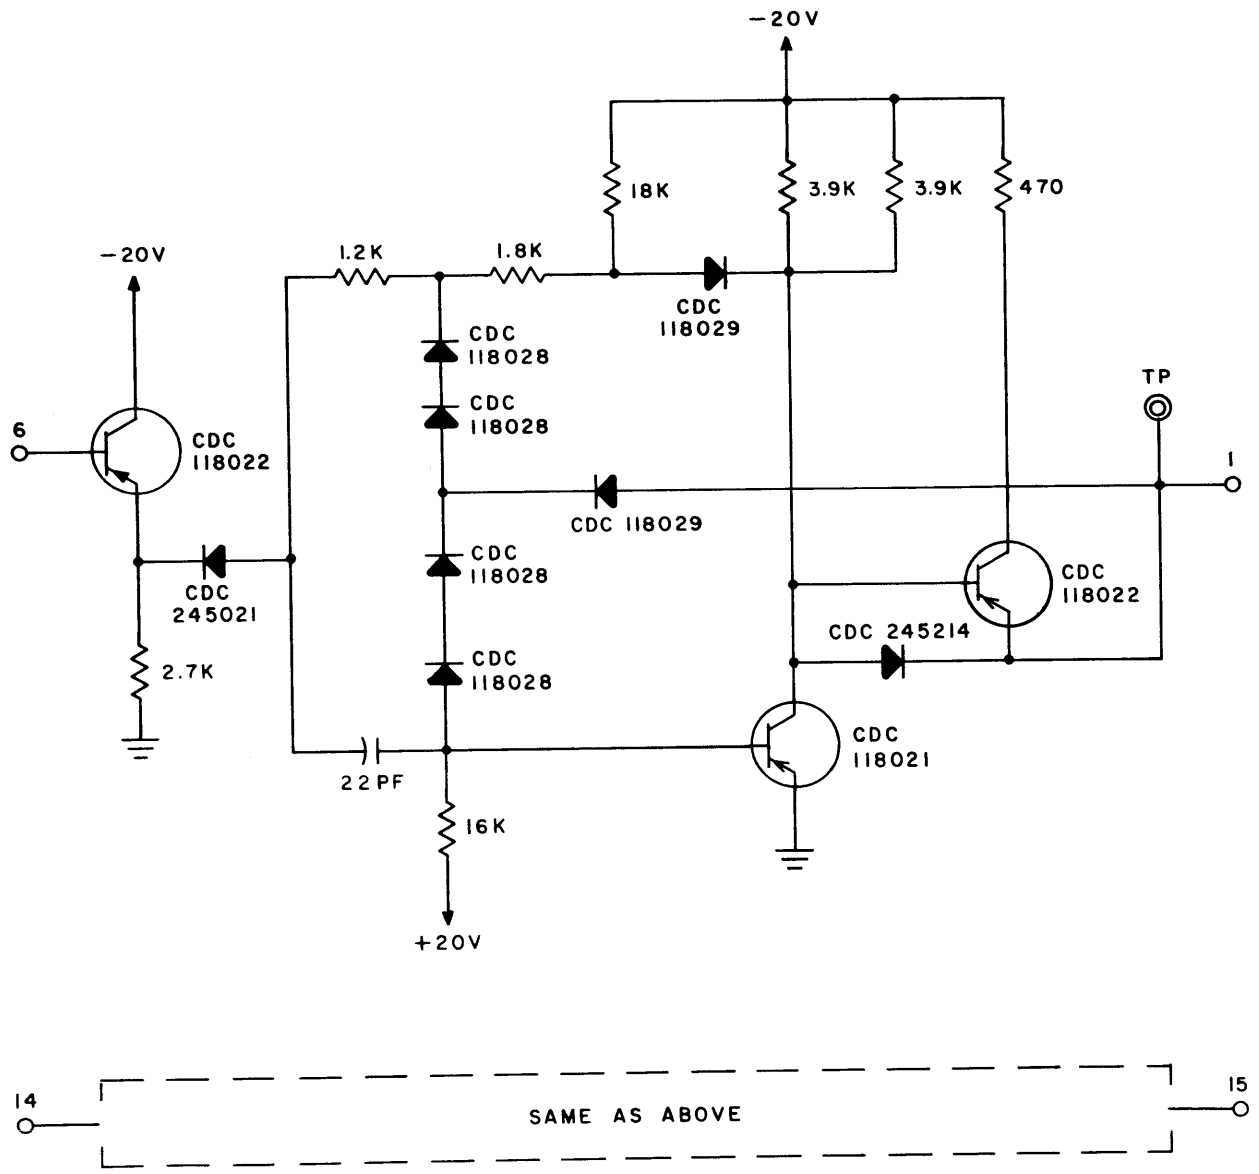 −20V
18K
3.9K
3.9K
470
−20V
1.2K
1.8K
CDC
118029
CDC
118028
CDC
118028
TP
6
CDC
118022
1
CDC 118029
CDC
118028
CDC
245021
CDC
118022
CDC 245214
2.7K
CDC
118028
CDC
118021
22PF
16K
+20V
14
SAME AS ABOVE
15